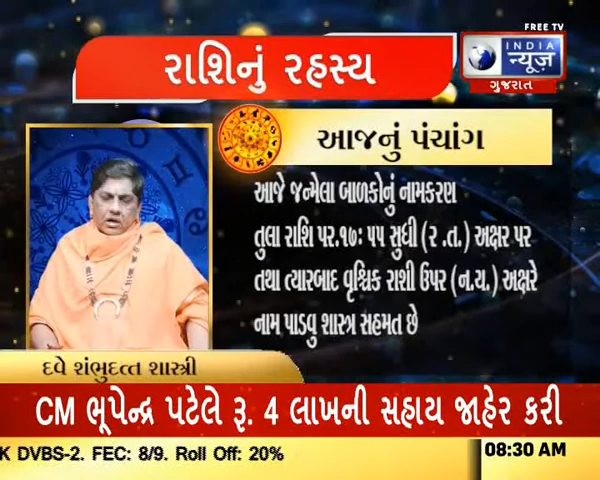 FREE TV
રાશિનું રહસ્ય
INDIA
न्यूज़
ગુજરાત
આજનું પંચાંગ
આજે જન્મેલા બાળકોનું નામકરણ
તુલા રાશિ પર.૧૭: ૫૫ સુધી (ર .ત.) અક્ષર પર
તથા ત્યારબાદ વૃશ્ચિક રાશી ઉપર (ન.ય.) અક્ષરે
નામ પાડવુ શાસ્ત્ર સહમત છે
દવે શંભુદત્ત શાસ્ત્રી
CM ભૂપેન્દ્ર પટેલે રૂ. 4 લાખની સહાય જાહેર કરી
K DVBS-2. FEC: 8/9. Roll Off: 20%
08:30 AM